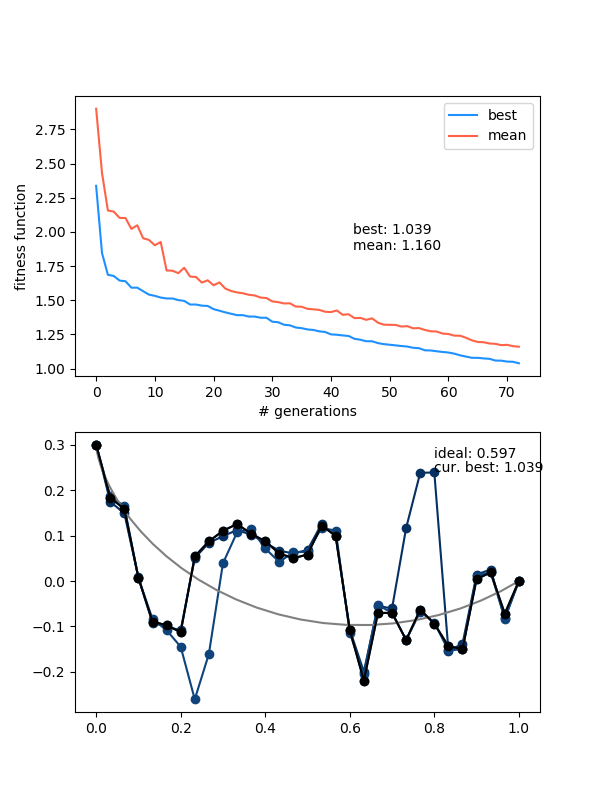 2.75
2.50
2.25
2.00
1.75
1.50
1.25
1.00
fitness function
best
mean
best: 1.039
mean: 1.160
0 10 20 30 40 50 60 70
# generations
0.3
0.2
0.1
0.0
−0.1
−0.2
ideal: 0.597
cur. best: 1.039
0.0 0.2 0.4 0.6 0.8 1.0